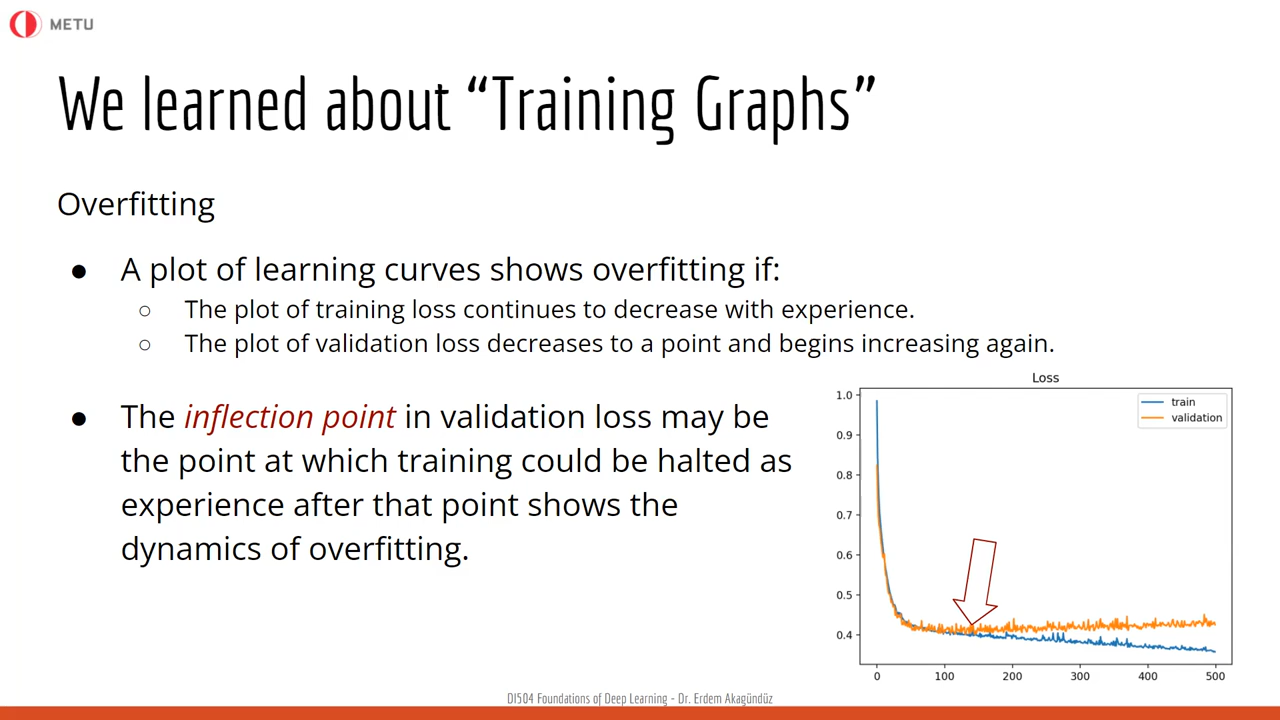 METU
We learned about “Training Graphs”
Overfitting
● A plot of learning curves shows overfitting if:
○ The plot of training loss continues to decrease with experience.
○ The plot of validation loss decreases to a point and begins increasing again.
● The inflection point in validation loss may be
the point at which training could be halted as
experience after that point shows the
dynamics of overfitting.
Loss
train
validation
1.0
0.9
0.8
0.7
0.6
0.5
0.4
0 100 200 300 400 500
DI504 Foundations of Deep Learning - Dr. Erdem Akagündüz